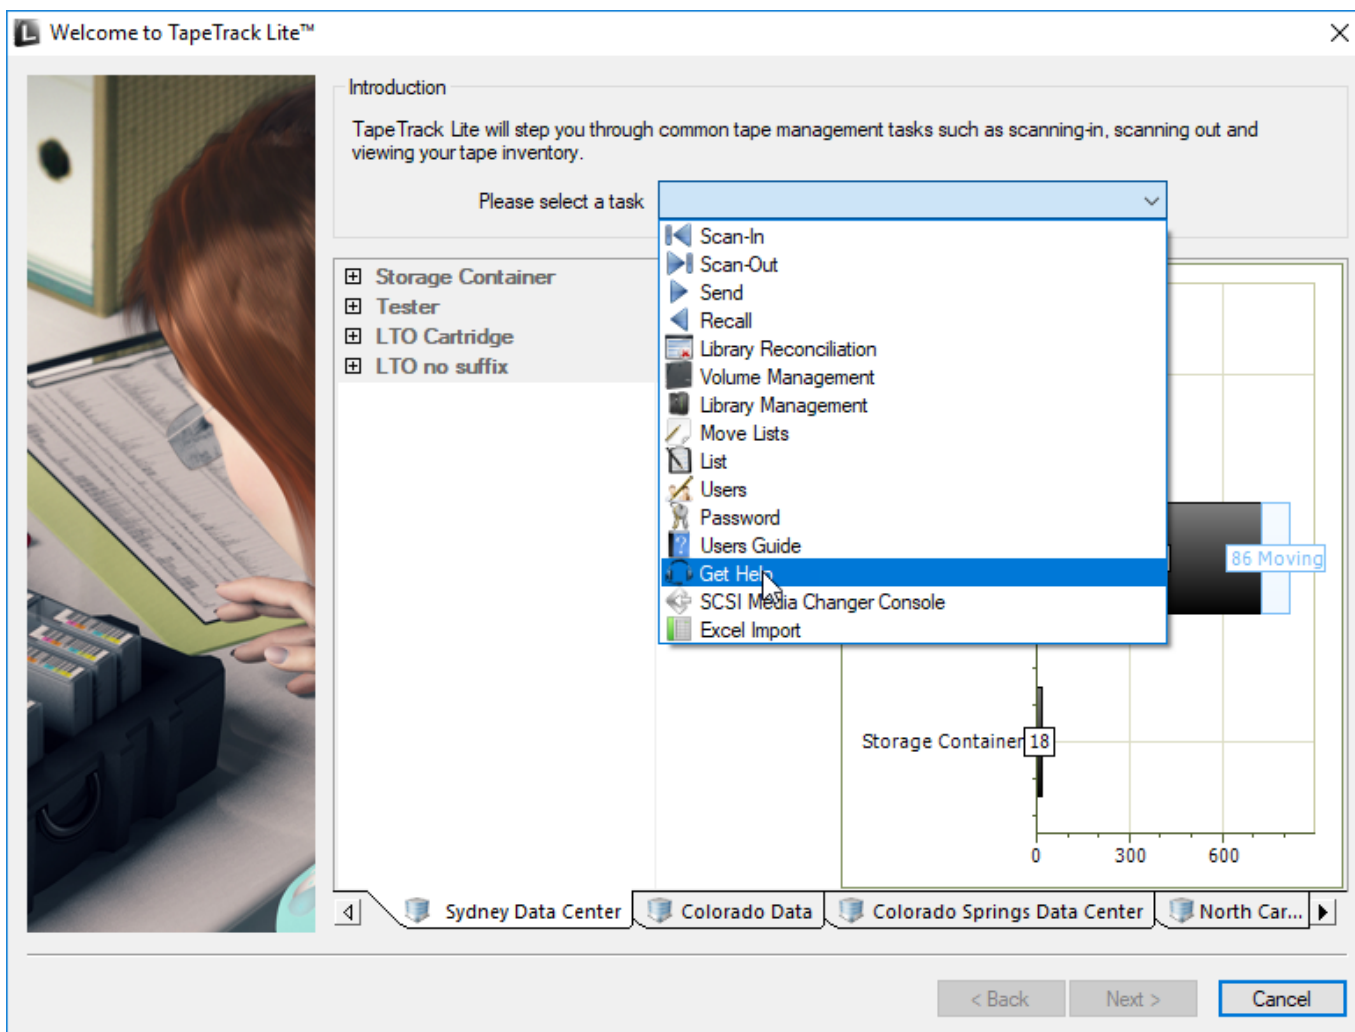 Welcome to TapeTrack Lite™
Introduction
TapeTrack Lite will step you through common tape management tasks such as scanning-in, scanning out and
viewing your tape inventory.
Please select a task
Scan-In
Scan-Out
Send
Recall
Library Reconciliation
Volume Management
Library Management
Move Lists
List
Users
Password
Users Guide
Get Help
SCSI Media Changer Console
Excel Import
Storage Container
Tester
LTO Cartridge
LTO no suffix
86 Moving
Storage Container 18
0 300 600
Sydney Data Center Colorado Data Colorado Springs Data Center North Car...
< Back Next > Cancel